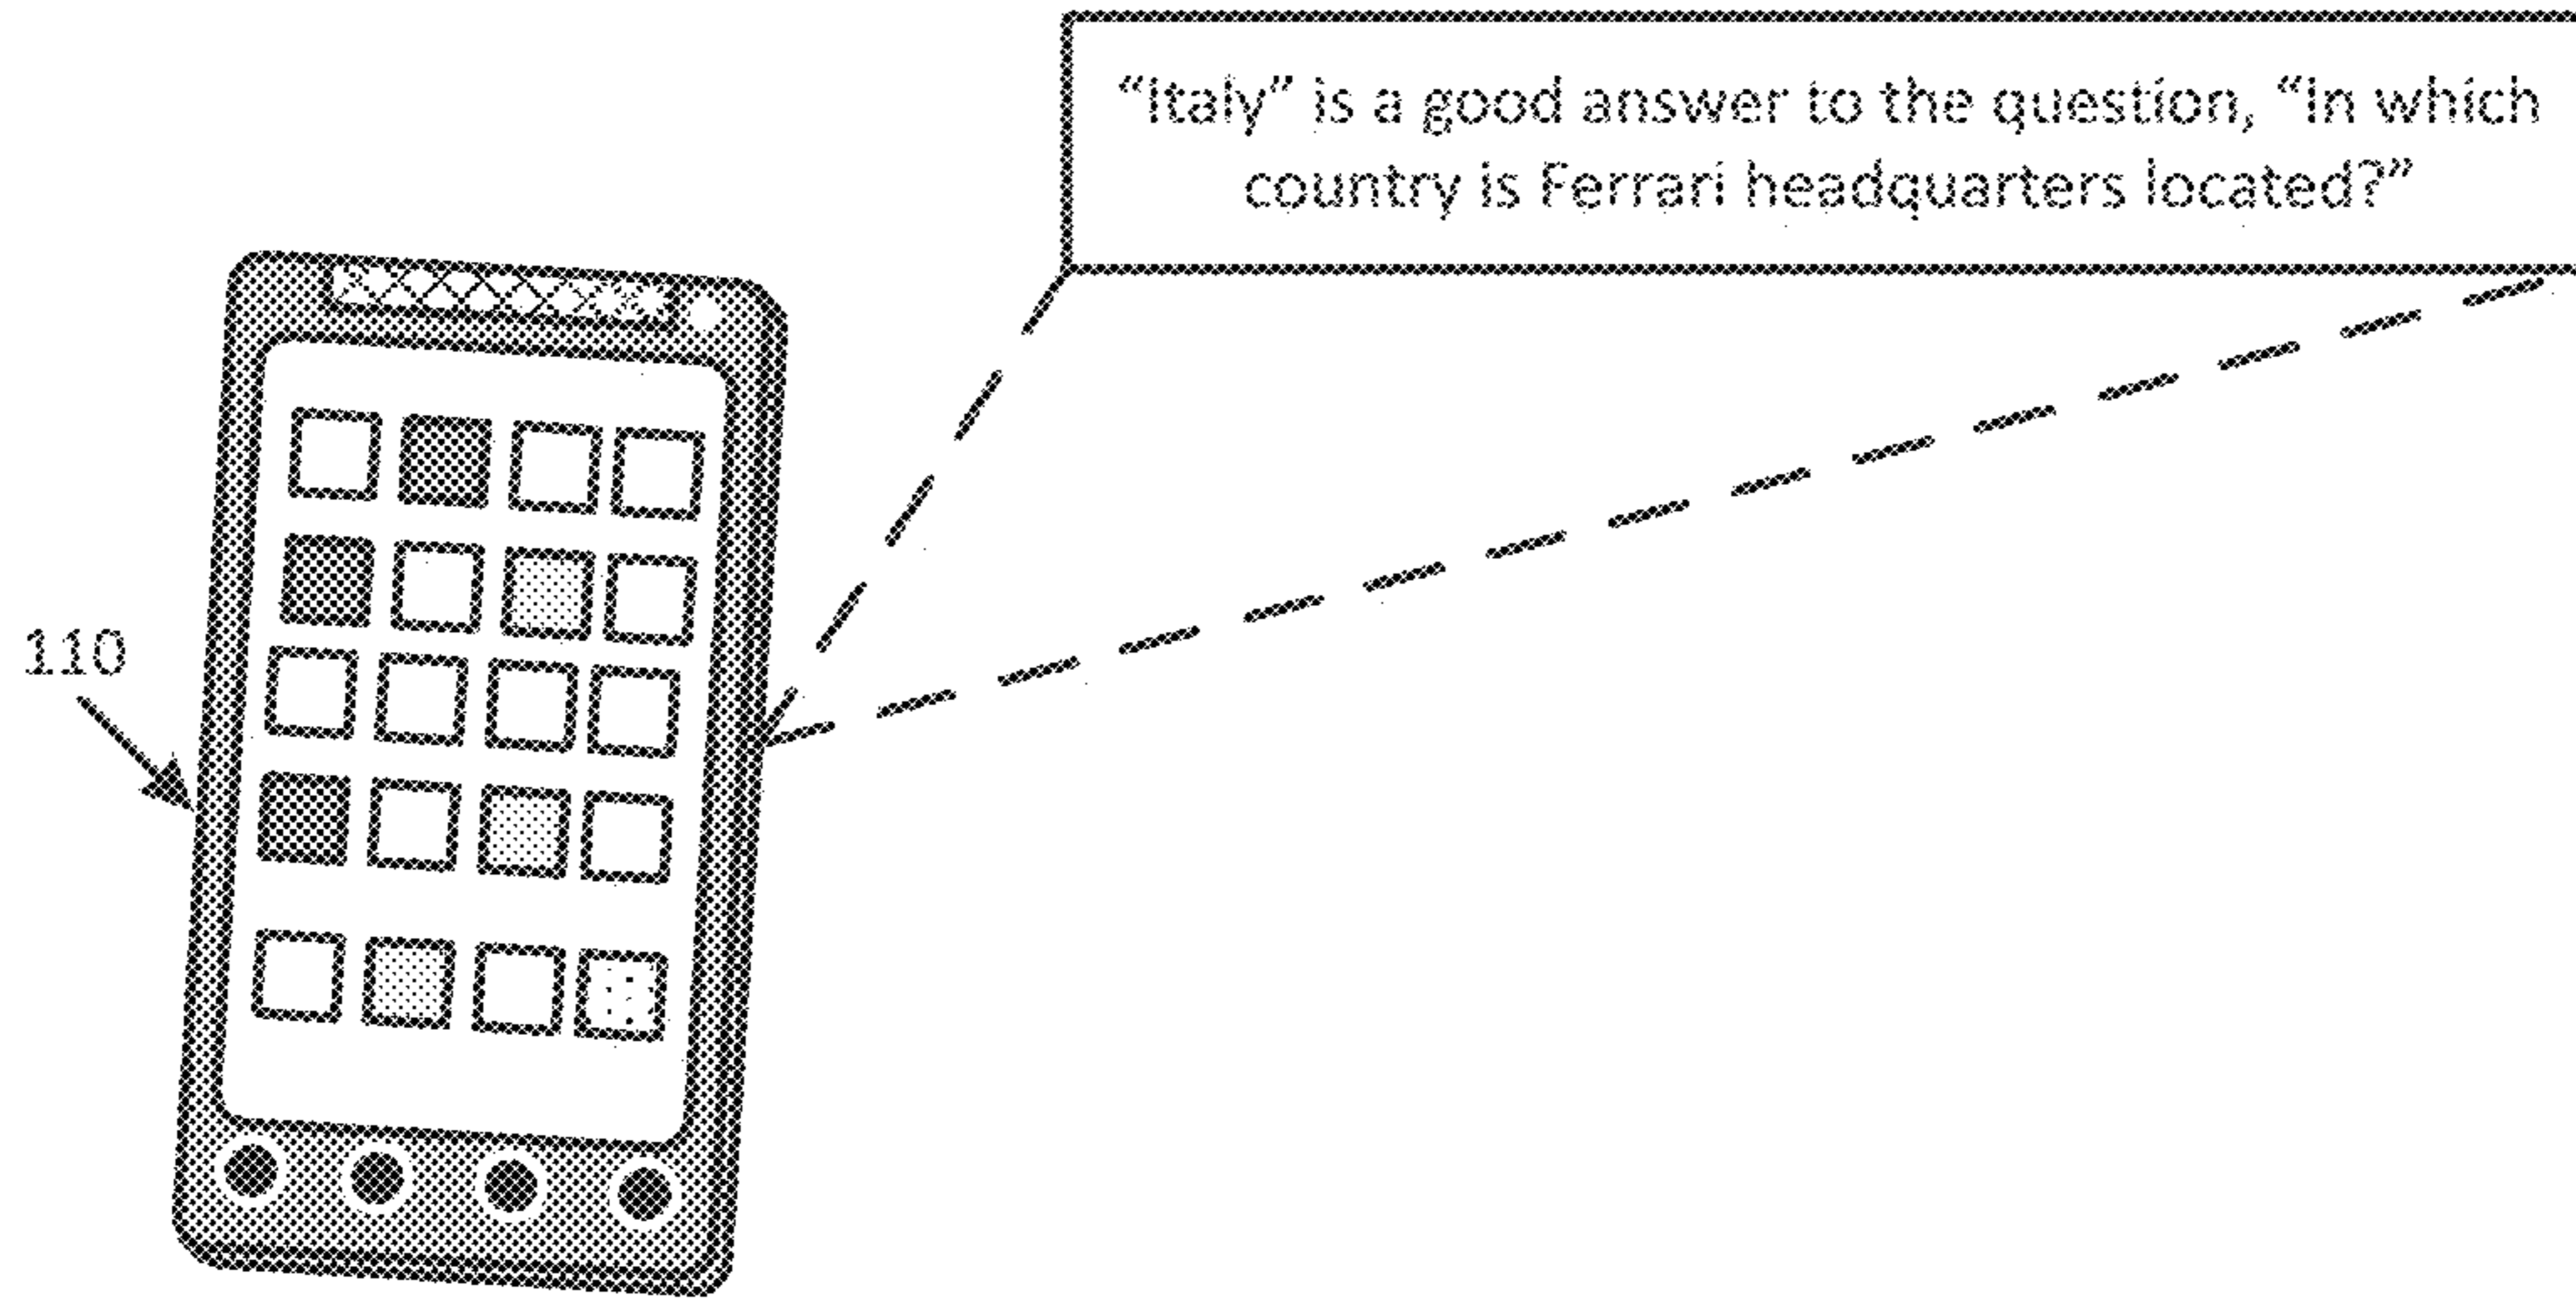 “Italy” is a good answer to the question, “In which
country is Ferrari headquarters located?”
110